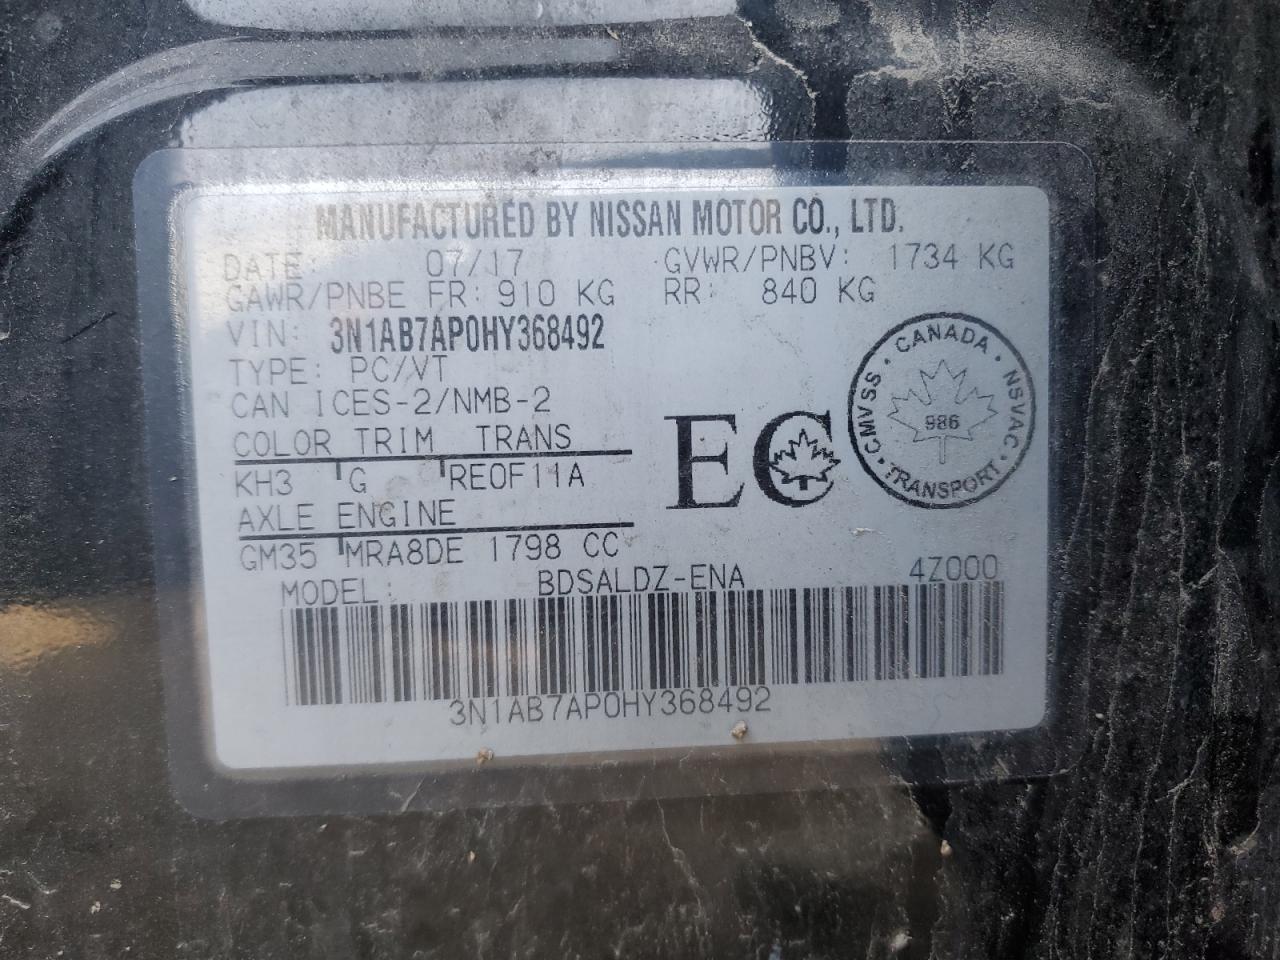 MANUFACTURED BY NISSAN MOTOR CO., LTD.
DATE: 07/17 GVWR/PNBV: 1734 KG
GAWR/PNBE FR: 910 KG RR: 840 KG
VIN: 3N1AB7AP0HY368492
TYPE: PC/VT
CAN ICES-2/NMB-2
COLOR TRIM TRANS
KH3 G RE0F11A
AXLE ENGINE
GM35 MRA8DE 1798 CC
EC
CANADA
CMVSS
NSVAC
986
TRANSPORT
MODEL: BDSALDZ-ENA 4Z000
3N1AB7AP0HY368492